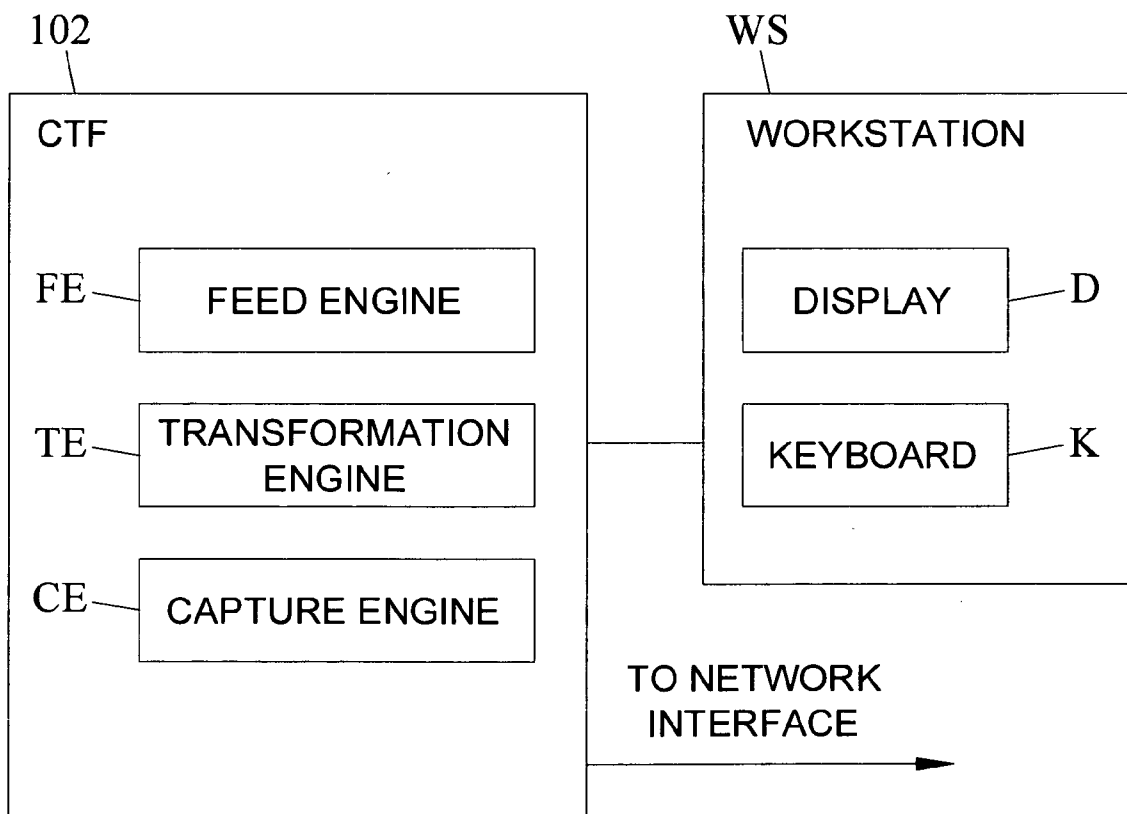 102
WS
CTF
WORKSTATION
FE
FEED ENGINE
DISPLAY
D
TE
TRANSFORMATION
ENGINE
KEYBOARD
K
CE
CAPTURE ENGINE
TO NETWORK
INTERFACE